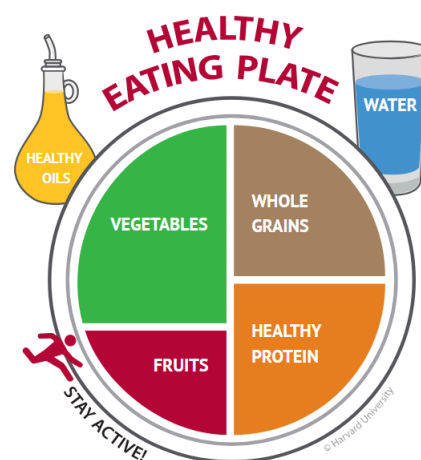 HEALTHY
EATING PLATE
HEALTHY
OILS
WATER
VEGETABLES
WHOLE
GRAINS
FRUITS
HEALTHY
PROTEIN
STAY ACTIVE!
© Harvard University